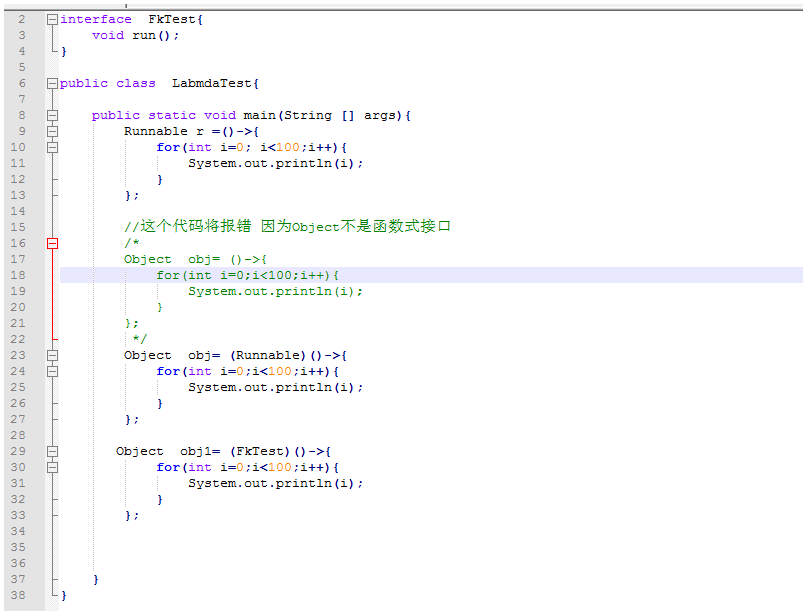 2 interface  FkTest{
3     void run();
4 }
5
6 public class  LabmdaTest{
7
8     public static void main(String [] args){
9         Runnable r =()->{
10             for(int i=0; i<100;i++){
11                 System.out.println(i);
12             }
13         };
14
15         //这个代码将报错 因为Object不是函数式接口
16         /*
17         Object  obj= ()->{
18             for(int i=0;i<100;i++){
19                 System.out.println(i);
20             }
21         };
22          */
23         Object  obj= (Runnable)()->{
24             for(int i=0;i<100;i++){
25                 System.out.println(i);
26             }
27         };
28
29        Object  obj1= (FkTest)()->{
30             for(int i=0;i<100;i++){
31                 System.out.println(i);
32             }
33         };
34
35
36
37     }
38 }